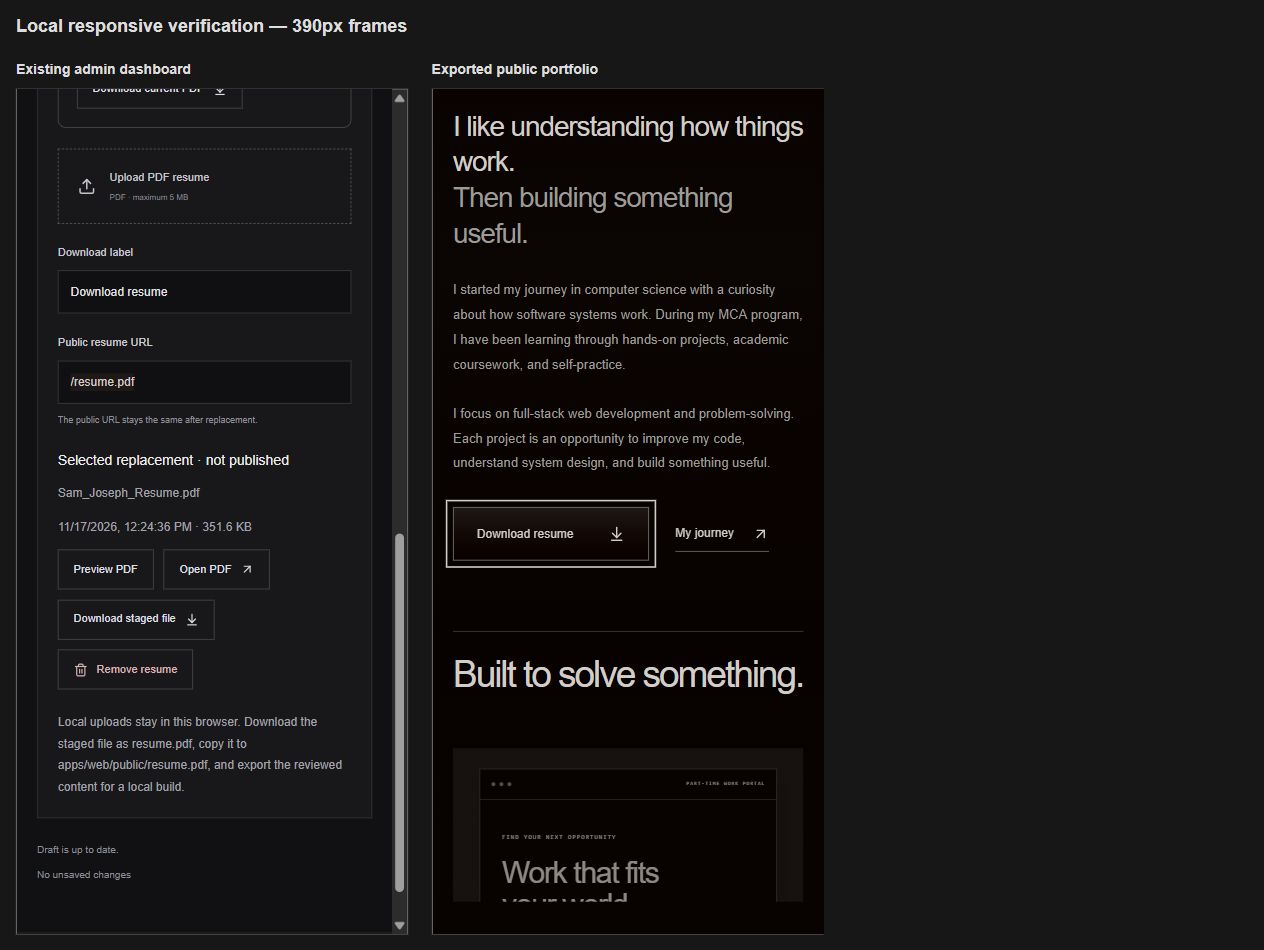 Local responsive verification — 390px frames
Existing admin dashboard
Download current PDF
Upload PDF resume
PDF · maximum 5 MB
Download label
Download resume
Public resume URL
/resume.pdf
The public URL stays the same after replacement.
Selected replacement · not published
Sam_Joseph_Resume.pdf
11/17/2026, 12:24:36 PM · 351.6 KB
Preview PDF
Open PDF
Download staged file
Remove resume
Local uploads stay in this browser. Download the
staged file as resume.pdf, copy it to
apps/web/public/resume.pdf, and export the reviewed
content for a local build.
Draft is up to date.
No unsaved changes
Exported public portfolio
I like understanding how things
work.
Then building something
useful.
I started my journey in computer science with a curiosity
about how software systems work. During my MCA program,
I have been learning through hands-on projects, academic
coursework, and self-practice.
I focus on full-stack web development and problem-solving.
Each project is an opportunity to improve my code,
understand system design, and build something useful.
Download resume
My journey
Built to solve something.
PART-TIME WORK PORTAL
FIND YOUR NEXT OPPORTUNITY
Work that fits
your world